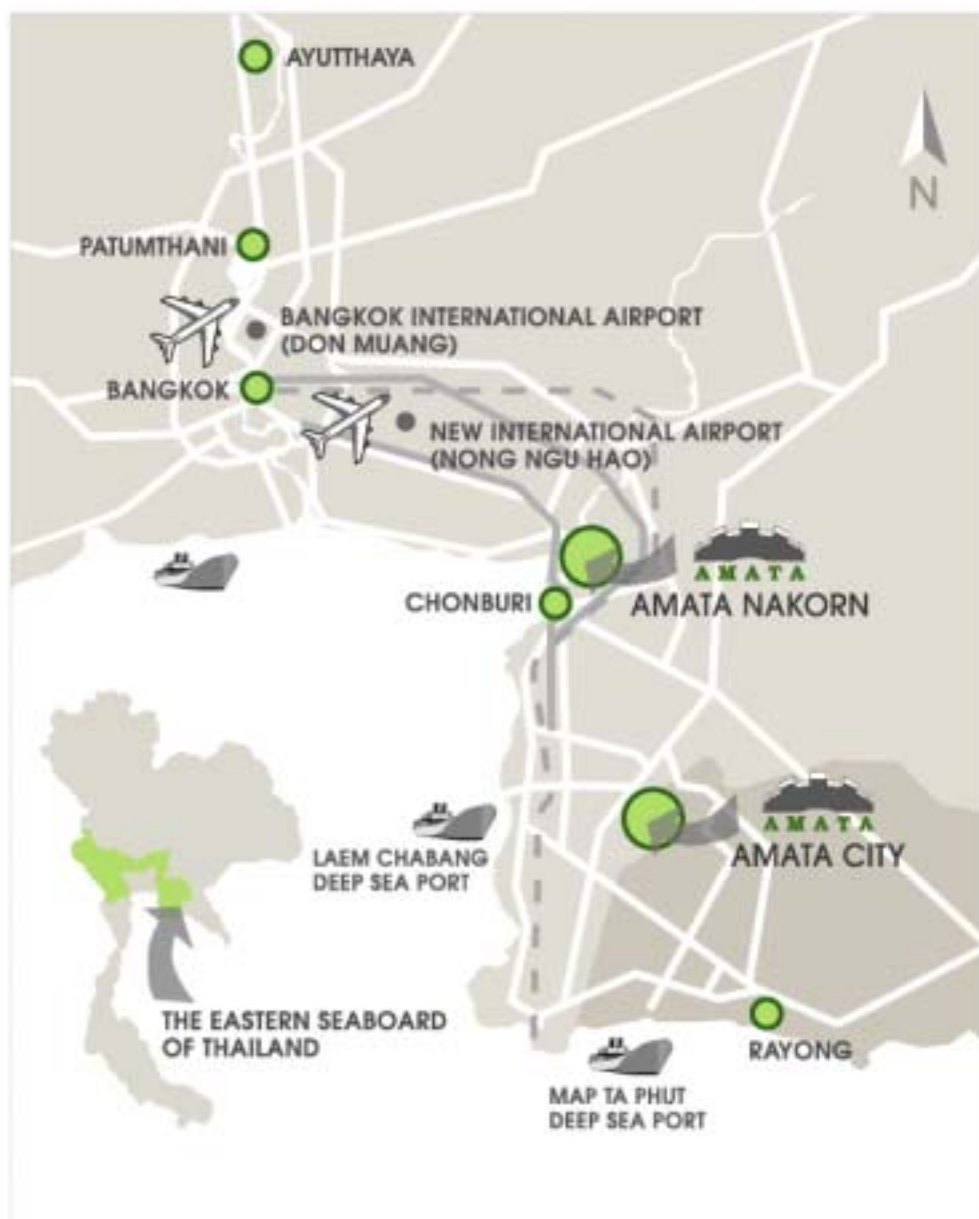 AYUTTHAYA
N
PATUMTHANI
BANGKOK INTERNATIONAL AIRPORT
(DON MUANG)
BANGKOK
NEW INTERNATIONAL AIRPORT
(NONG NGU HAO)
AMATA
CHONBURI
AMATA NAKORN
AMATA
LAEM CHABANG
DEEP SEA PORT
AMATA CITY
THE EASTERN SEABOARD
OF THAILAND
RAYONG
MAP TA PHUT
DEEP SEA PORT